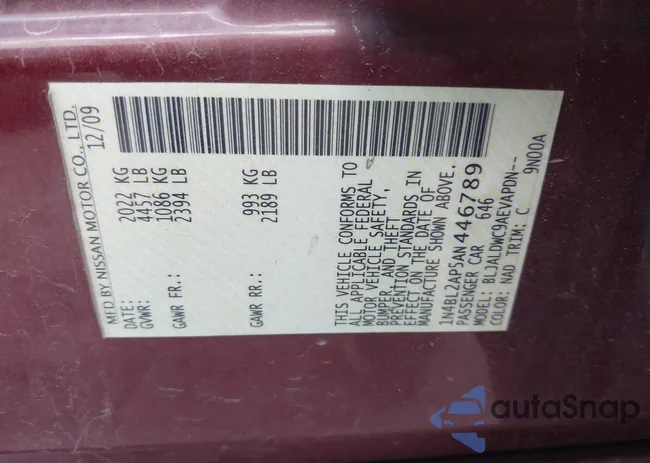 MFD BY NISSAN MOTOR CO., LTD.
DATE: 12/09
GVWR: 2022 KG
4457 LB
GAWR FR: 1086 KG
2394 LB
GAWR RR: 993 KG
2189 LB
THIS VEHICLE CONFORMS TO
ALL APPLICABLE FEDERAL
MOTOR VEHICLE SAFETY,
BUMPER, AND THEFT
PREVENTION STANDARDS IN
EFFECT ON THE DATE OF
MANUFACTURE SHOWN ABOVE.
1N4BL2AP5AN446789
PASSENGER CAR 646
MODEL: BLJALDWC9AEVAPDN--
COLOR: NAD TRIM: C 9N00A
autoSnap